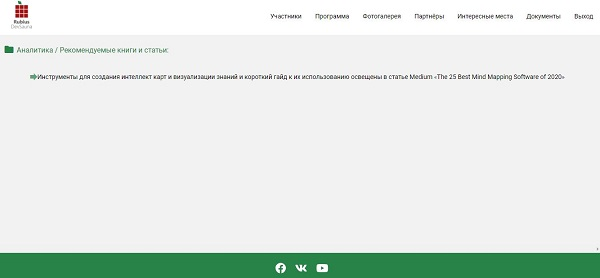 Rubius
DevSauna
Участники Программа Фотогалерея Партнёры Интересные места Документы Выход
Аналитика / Рекомендуемые книги и статьи:
Инструменты для создания интеллект карт и визуализации знаний и короткий гайд к их использованию освещены в статье Medium «The 25 Best Mind Mapping Software of 2020»